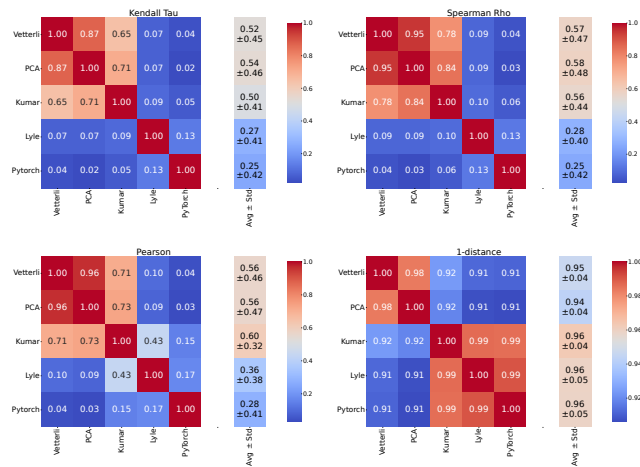 Kendall Tau
Vetterli 1.00 0.87 0.65 0.07 0.04 0.52 ±0.45
PCA 0.87 1.00 0.71 0.07 0.02 0.54 ±0.46
Kumar 0.65 0.71 1.00 0.09 0.05 0.50 ±0.41
Lyle 0.07 0.07 0.09 1.00 0.13 0.27 ±0.41
Pytorch 0.04 0.02 0.05 0.13 1.00 0.25 ±0.42
Vetterli PCA Kumar Lyle PyTorch Avg ± Std
1.0
0.8
0.6
0.4
0.2
Spearman Rho
Vetterli 1.00 0.95 0.78 0.09 0.04 0.57 ±0.47
PCA 0.95 1.00 0.84 0.09 0.03 0.58 ±0.48
Kumar 0.78 0.84 1.00 0.10 0.06 0.56 ±0.44
Lyle 0.09 0.09 0.10 1.00 0.13 0.28 ±0.40
Pytorch 0.04 0.03 0.06 0.13 1.00 0.25 ±0.42
Vetterli PCA Kumar Lyle PyTorch Avg ± Std
1.0
0.8
0.6
0.4
0.2
Pearson
Vetterli 1.00 0.96 0.71 0.10 0.04 0.56 ±0.46
PCA 0.96 1.00 0.73 0.09 0.03 0.56 ±0.47
Kumar 0.71 0.73 1.00 0.43 0.15 0.60 ±0.32
Lyle 0.10 0.09 0.43 1.00 0.17 0.36 ±0.38
Pytorch 0.04 0.03 0.15 0.17 1.00 0.28 ±0.41
Vetterli PCA Kumar Lyle PyTorch Avg ± Std
1.0
0.8
0.6
0.4
0.2
1-distance
Vetterli 1.00 0.98 0.92 0.91 0.91 0.95 ±0.04
PCA 0.98 1.00 0.92 0.91 0.91 0.94 ±0.04
Kumar 0.92 0.92 1.00 0.99 0.99 0.96 ±0.04
Lyle 0.91 0.91 0.99 1.00 0.99 0.96 ±0.05
Pytorch 0.91 0.91 0.99 0.99 1.00 0.96 ±0.05
Vetterli PCA Kumar Lyle PyTorch Avg ± Std
1.00
0.98
0.96
0.94
0.92